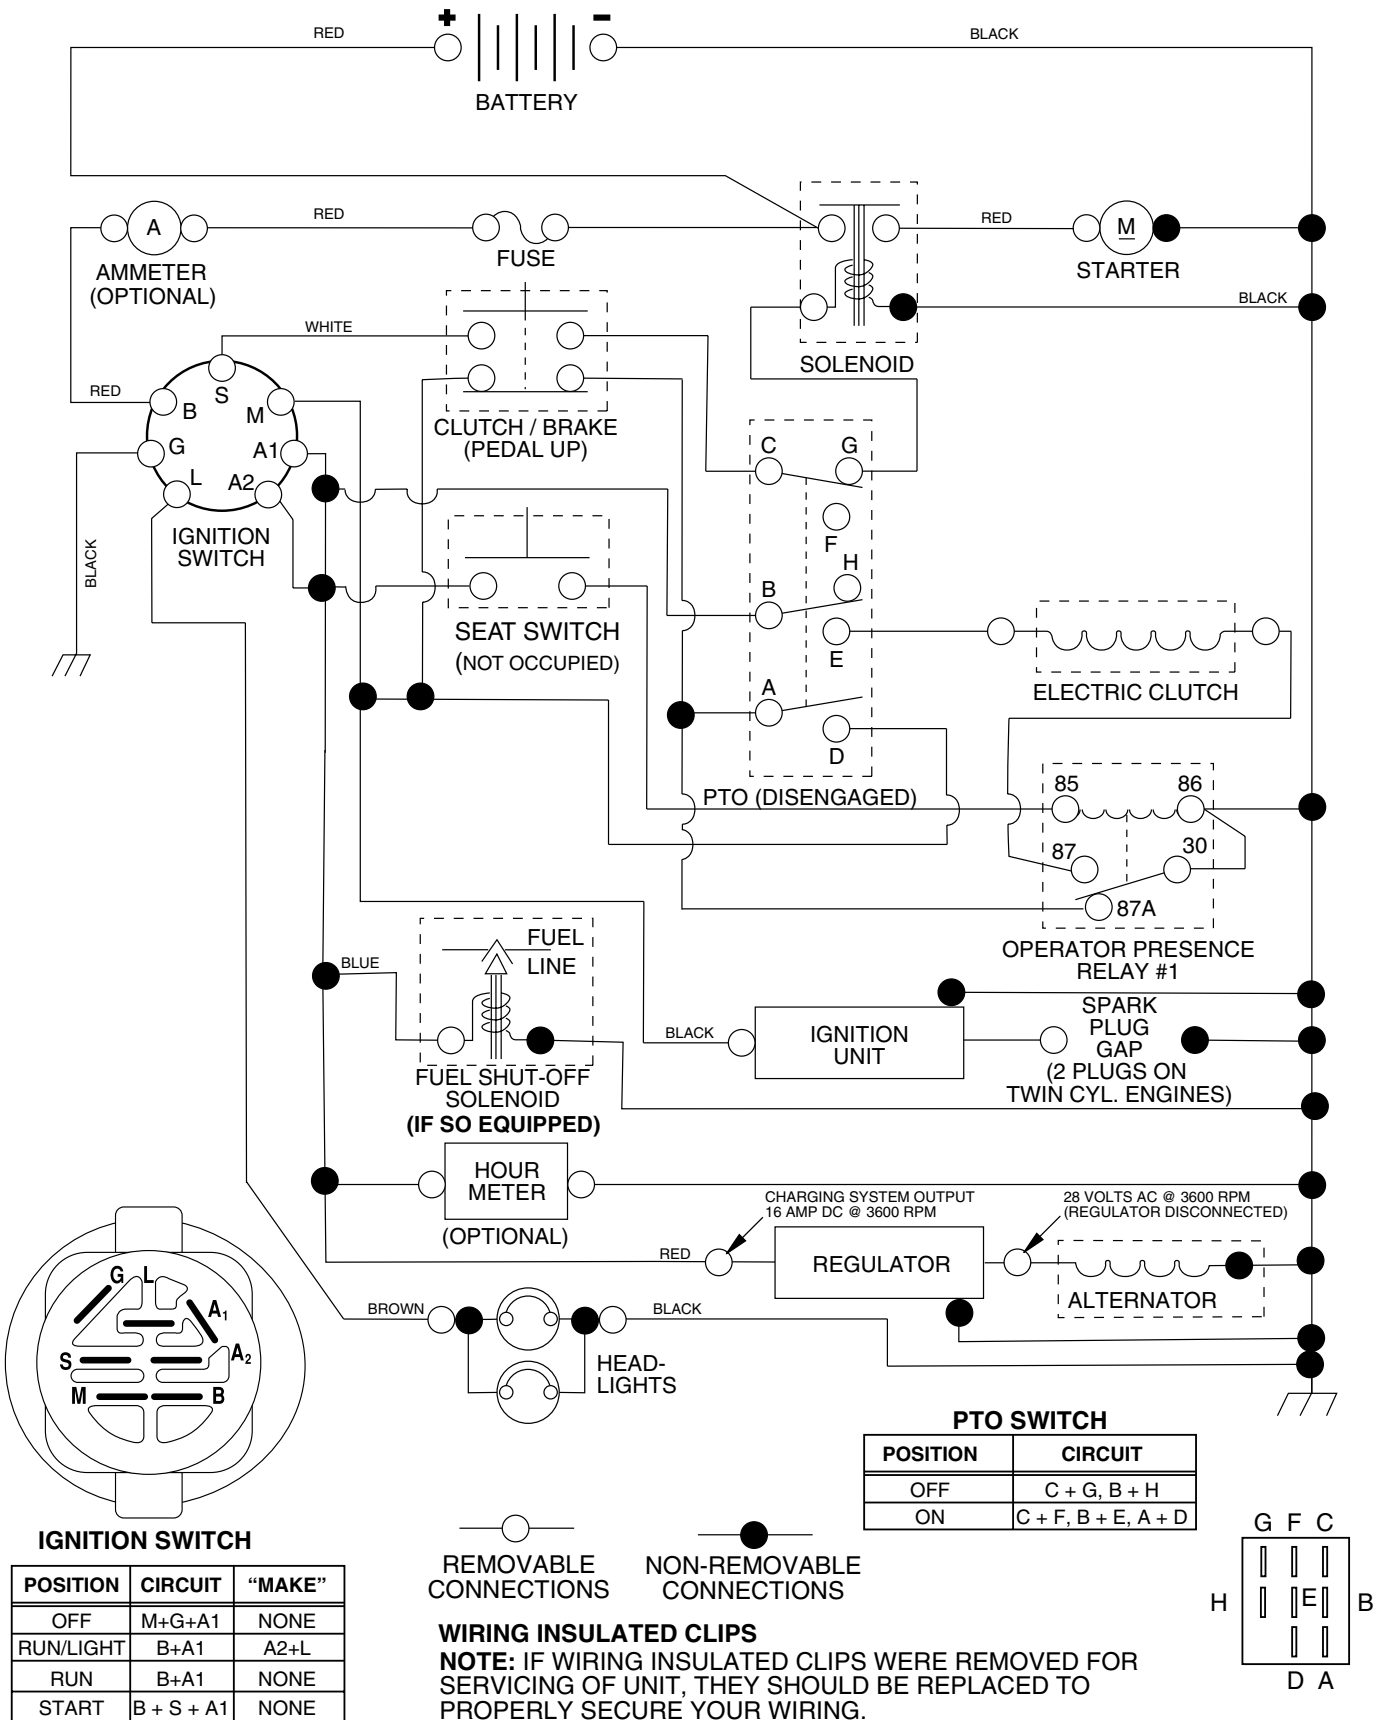 + -
RED
BLACK
BATTERY
A
RED
AMMETER
(OPTIONAL)
FUSE
RED
M
STARTER
BLACK
SOLENOID
WHITE
RED
S
B
M
G
A1
L
A2
IGNITION
SWITCH
BLACK
CLUTCH / BRAKE
(PEDAL UP)
C
G
F
H
B
E
A
D
SEAT SWITCH
(NOT OCCUPIED)
ELECTRIC CLUTCH
PTO (DISENGAGED)
85
86
87
30
87A
OPERATOR PRESENCE
RELAY #1
BLUE
FUEL
LINE
FUEL SHUT-OFF
SOLENOID
(IF SO EQUIPPED)
BLACK
IGNITION
UNIT
SPARK
PLUG
GAP
(2 PLUGS ON
TWIN CYL. ENGINES)
HOUR
METER
(OPTIONAL)
CHARGING SYSTEM OUTPUT
16 AMP DC @ 3600 RPM
28 VOLTS AC @ 3600 RPM
(REGULATOR DISCONNECTED)
RED
REGULATOR
ALTERNATOR
BROWN
BLACK
HEAD-
LIGHTS
G L
A1
S
A2
M
B
IGNITION SWITCH
POSITION CIRCUIT “MAKE”
OFF M+G+A1 NONE
RUN/LIGHT B+A1 A2+L
RUN B+A1 NONE
START B + S + A1 NONE
PTO SWITCH
POSITION CIRCUIT
OFF C + G, B + H
ON C + F, B + E, A + D
REMOVABLE
CONNECTIONS
NON-REMOVABLE
CONNECTIONS
G F C
H E B
D A
WIRING INSULATED CLIPS
NOTE: IF WIRING INSULATED CLIPS WERE REMOVED FOR
SERVICING OF UNIT, THEY SHOULD BE REPLACED TO
PROPERLY SECURE YOUR WIRING.